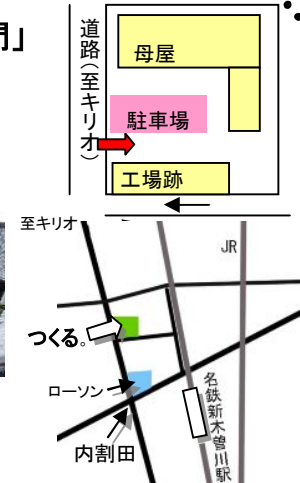 門」
道路(至キリオ)
母屋
駐車場
工場跡
至キリオ
JR
つくる。
ローソン
内割田
名鉄新木曽川駅